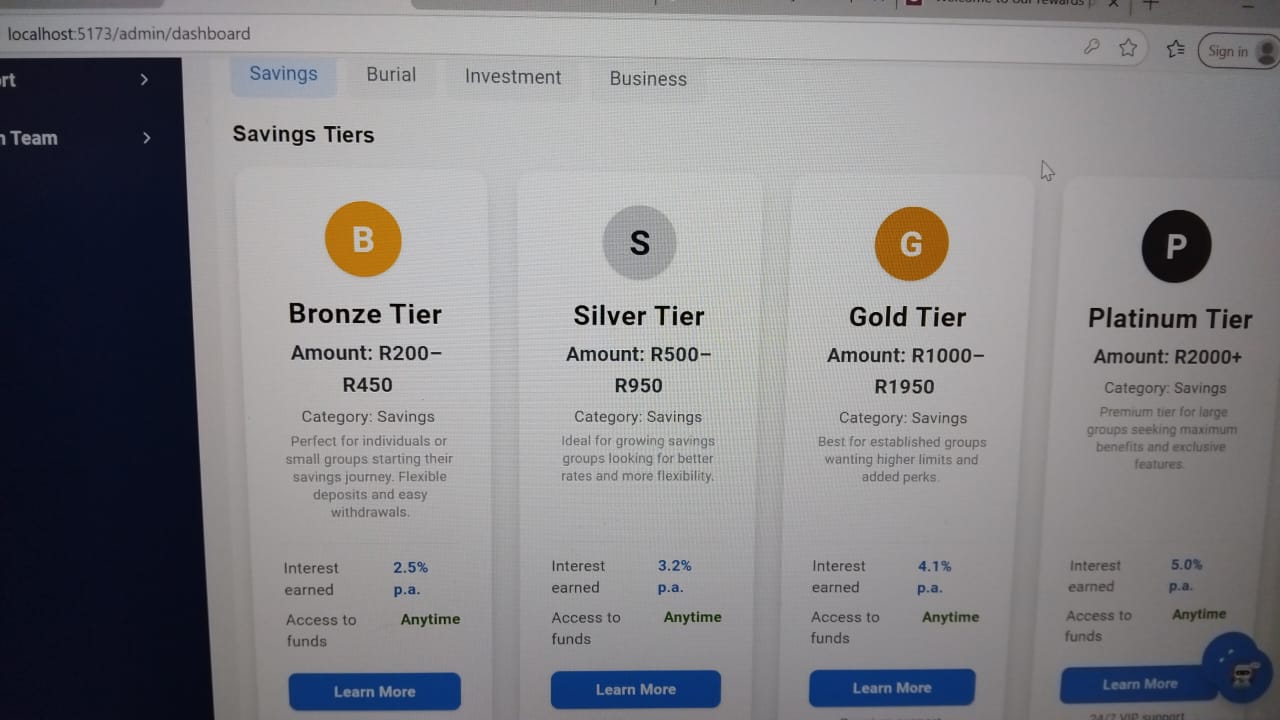 Welcome to our rewards
localhost:5173/admin/dashboard
Sign in
rt
Team
Savings
Burial
Investment
Business
Savings Tiers
B
Bronze Tier
Amount: R200–
R450
Category: Savings
Perfect for individuals or
small groups starting their
savings journey. Flexible
deposits and easy
withdrawals.
Interest
earned
2.5%
p.a.
Access to
funds
Anytime
Learn More
S
Silver Tier
Amount: R500–
R950
Category: Savings
Ideal for growing savings
groups looking for better
rates and more flexibility.
Interest
earned
3.2%
p.a.
Access to
funds
Anytime
Learn More
G
Gold Tier
Amount: R1000–
R1950
Category: Savings
Best for established groups
wanting higher limits and
added perks.
Interest
earned
4.1%
p.a.
Access to
funds
Anytime
Learn More
P
Platinum Tier
Amount: R2000+
Category: Savings
Premium tier for large
groups seeking maximum
benefits and exclusive
features.
Interest
earned
5.0%
p.a.
Access to
funds
Anytime
Learn More
24/7 VIP support